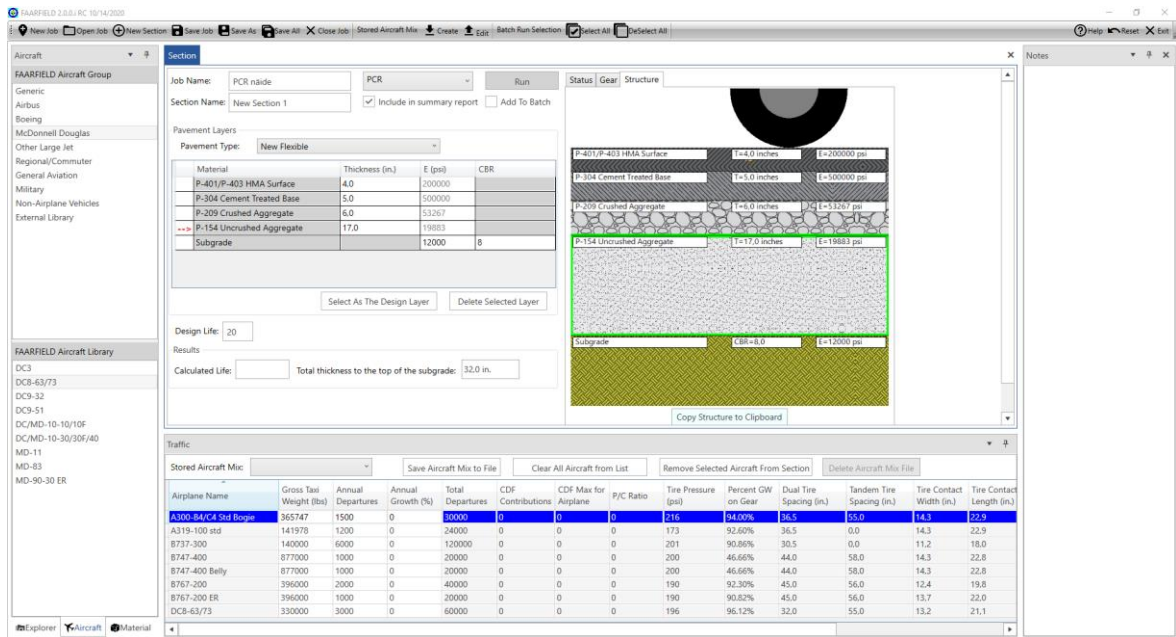 FAARFIELD 2.0.0.i RC 10/14/2020
New Job Open Job New Section Save Job Save As Save All Close Job Stored Aircraft Mix Create Edit Batch Run Selection Select All DeSelect All Help Reset Exit
Aircraft
FAARFIELD Aircraft Group
Generic
Airbus
Boeing
McDonnell Douglas
Other Large Jet
Regional/Commuter
General Aviation
Military
Non-Airplane Vehicles
External Library
FAARFIELD Aircraft Library
DC3
DC8-63/73
DC9-32
DC9-51
DC/MD-10-10/10F
DC/MD-10-30/30F/40
MD-11
MD-83
MD-90-30 ER
Explorer Aircraft Material
Section
Job Name: PCR näide PCR Run
Section Name: New Section 1 Include in summary report Add To Batch
Pavement Layers
Pavement Type: New Flexible
Material Thickness (in.) E (psi) CBR
P-401/P-403 HMA Surface 4.0 200000
P-304 Cement Treated Base 5.0 500000
P-209 Crushed Aggregate 6,0 53267
--> P-154 Uncrushed Aggregate 17,0 19883
Subgrade 12000 8
Select As The Design Layer Delete Selected Layer
Design Life: 20
Results
Calculated Life: Total thickness to the top of the subgrade: 32,0 in.
Status Gear Structure
P-401/P-403 HMA Surface T=4,0 inches E=200000 psi
P-304 Cement Treated Base T=5,0 inches E=500000 psi
P-209 Crushed Aggregate T=6,0 inches E=53267 psi
P-154 Uncrushed Aggregate T=17,0 inches E=19883 psi
Subgrade CBR=8,0 E=12000 psi
Copy Structure to Clipboard
Notes
Traffic
Stored Aircraft Mix: Save Aircraft Mix to File Clear All Aircraft from List Remove Selected Aircraft From Section Delete Aircraft Mix File
Airplane Name Gross Taxi Weight (lbs) Annual Departures Annual Growth (%) Total Departures CDF Contributions CDF Max for Airplane P/C Ratio Tire Pressure (psi) Percent GW on Gear Dual Tire Spacing (in.) Tandem Tire Spacing (in.) Tire Contact Width (in.) Tire Contact Length (in.)
A300-B4/C4 Std Bogie 365747 1500 0 30000 0 0 0 216 94.00% 36.5 55.0 14,3 22,9
A319-100 std 141978 1200 0 24000 0 0 0 173 92.60% 36.5 0.0 14,3 22,9
B737-300 140000 6000 0 120000 0 0 0 201 90.86% 30.5 0.0 11,2 18,0
B747-400 877000 1000 0 20000 0 0 0 200 46.66% 44.0 58.0 14,3 22,8
B747-400 Belly 877000 1000 0 20000 0 0 0 200 46.66% 44.0 58.0 14,3 22,8
B767-200 396000 2000 0 40000 0 0 0 190 92.30% 45.0 56.0 12,4 19,8
B767-200 ER 396000 1000 0 20000 0 0 0 190 90.82% 45.0 56.0 13,7 22,0
DC8-63/73 330000 3000 0 60000 0 0 0 196 96.12% 32.0 55.0 13,2 21,1